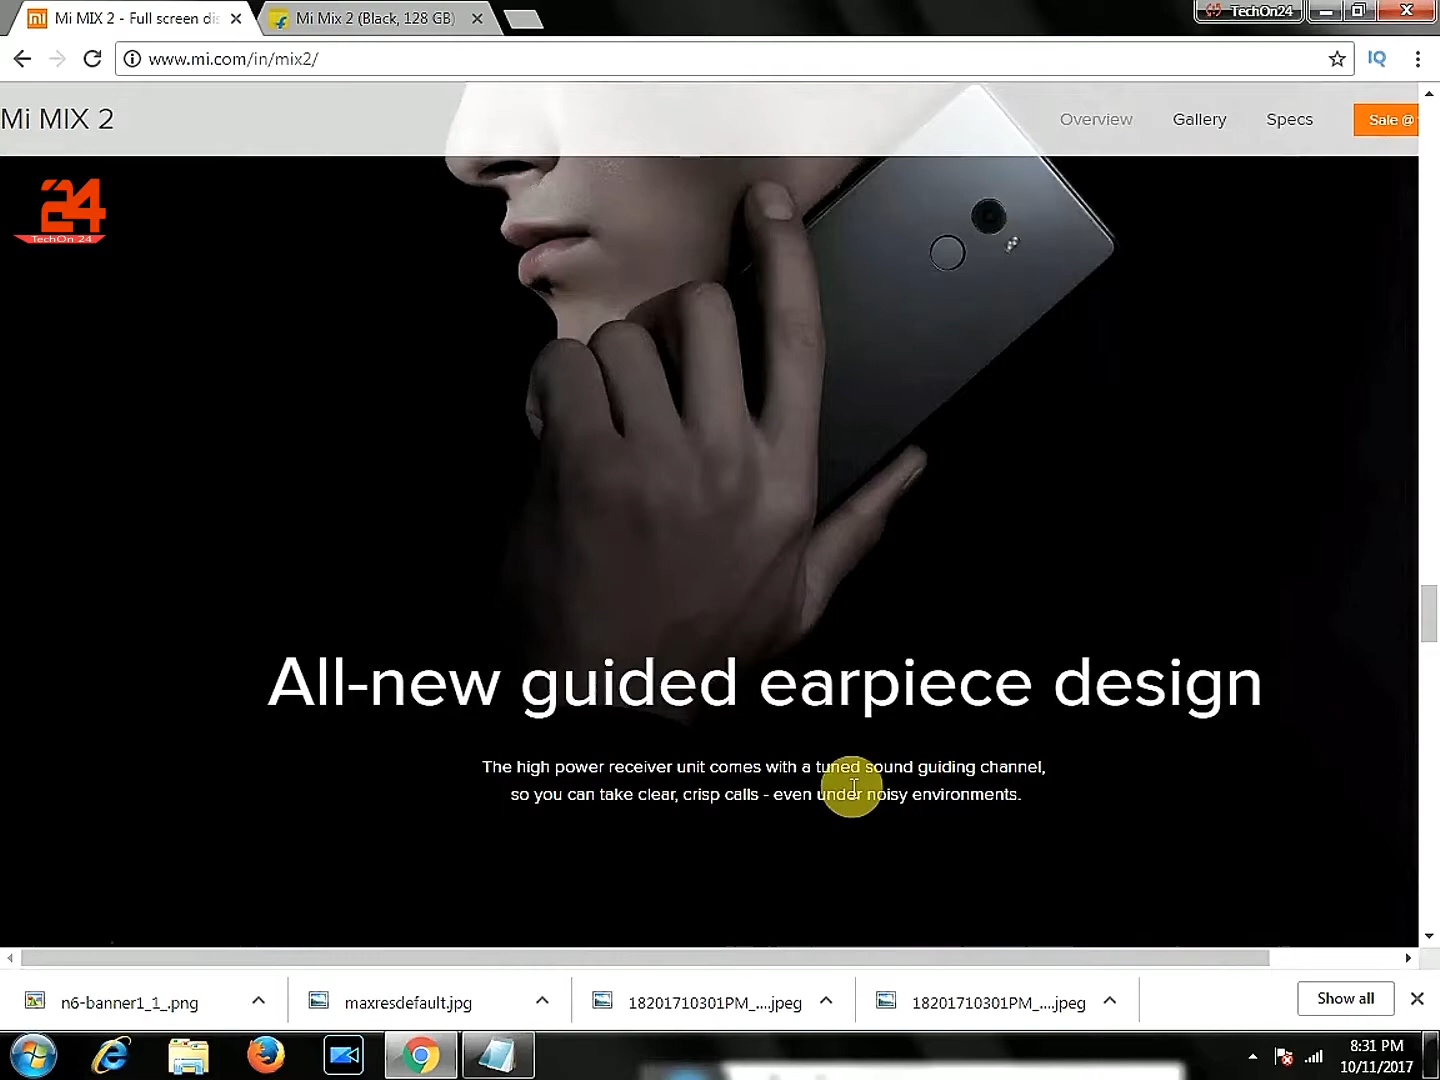 Mi MIX 2 - Full screen di
Mi Mix 2 (Black, 128 GB)
TechOn24
www.mi.com/in/mix2/
IQ
Mi MIX 2
Overview
Gallery
Specs
Sale @
24
TechOn 24
All-new guided earpiece design
The high power receiver unit comes with a tuned sound guiding channel,
so you can take clear, crisp calls - even under noisy environments.
n6-banner1_1_.png
maxresdefault.jpg
18201710301PM_....jpeg
18201710301PM_....jpeg
Show all
8:31 PM
10/11/2017